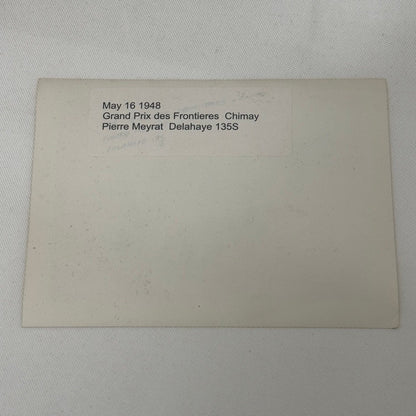 May 16 1948
Grand Prix des Frontieres Chimay
Pierre Meyrat Delahaye 135S